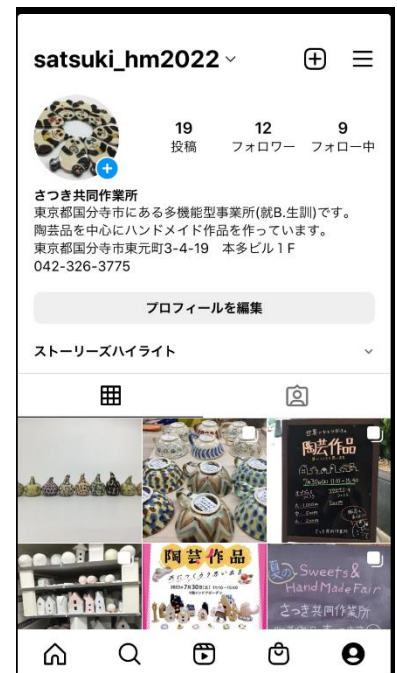 satsuki_hm2022
19
投稿
12
フォロワー
9
フォロー中
さつき共同作業所
東京都国分寺市にある多機能型事業所(就B.生訓)です。
陶芸品を中心にハンドメイド作品を作っています。
東京都国分寺市東元町3-4-19 本多ビル1F
042-326-3775
プロフィールを編集
ストーリーズハイライト
陶芸作品
陶芸作品
夏の Sweets &
Hand Made Fair
さつき共同作業所